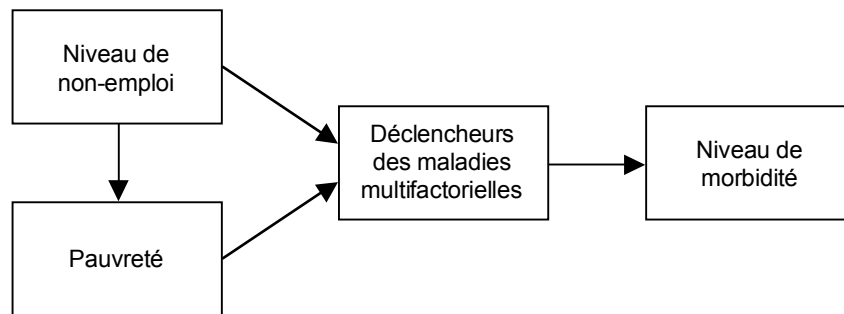 Niveau de
non-emploi
Déclencheurs
des maladies
multifactorielles
Niveau de
morbidité
Pauvreté